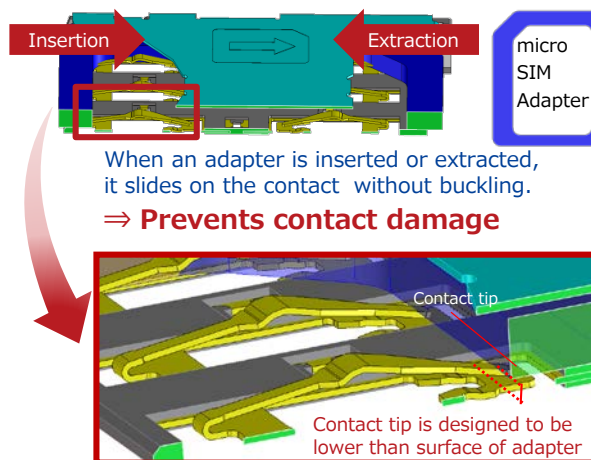 Insertion
Extraction
micro
SIM
Adapter
When an adapter is inserted or extracted,
it slides on the contact without buckling.
⇒ Prevents contact damage
Contact tip
Contact tip is designed to be
lower than surface of adapter